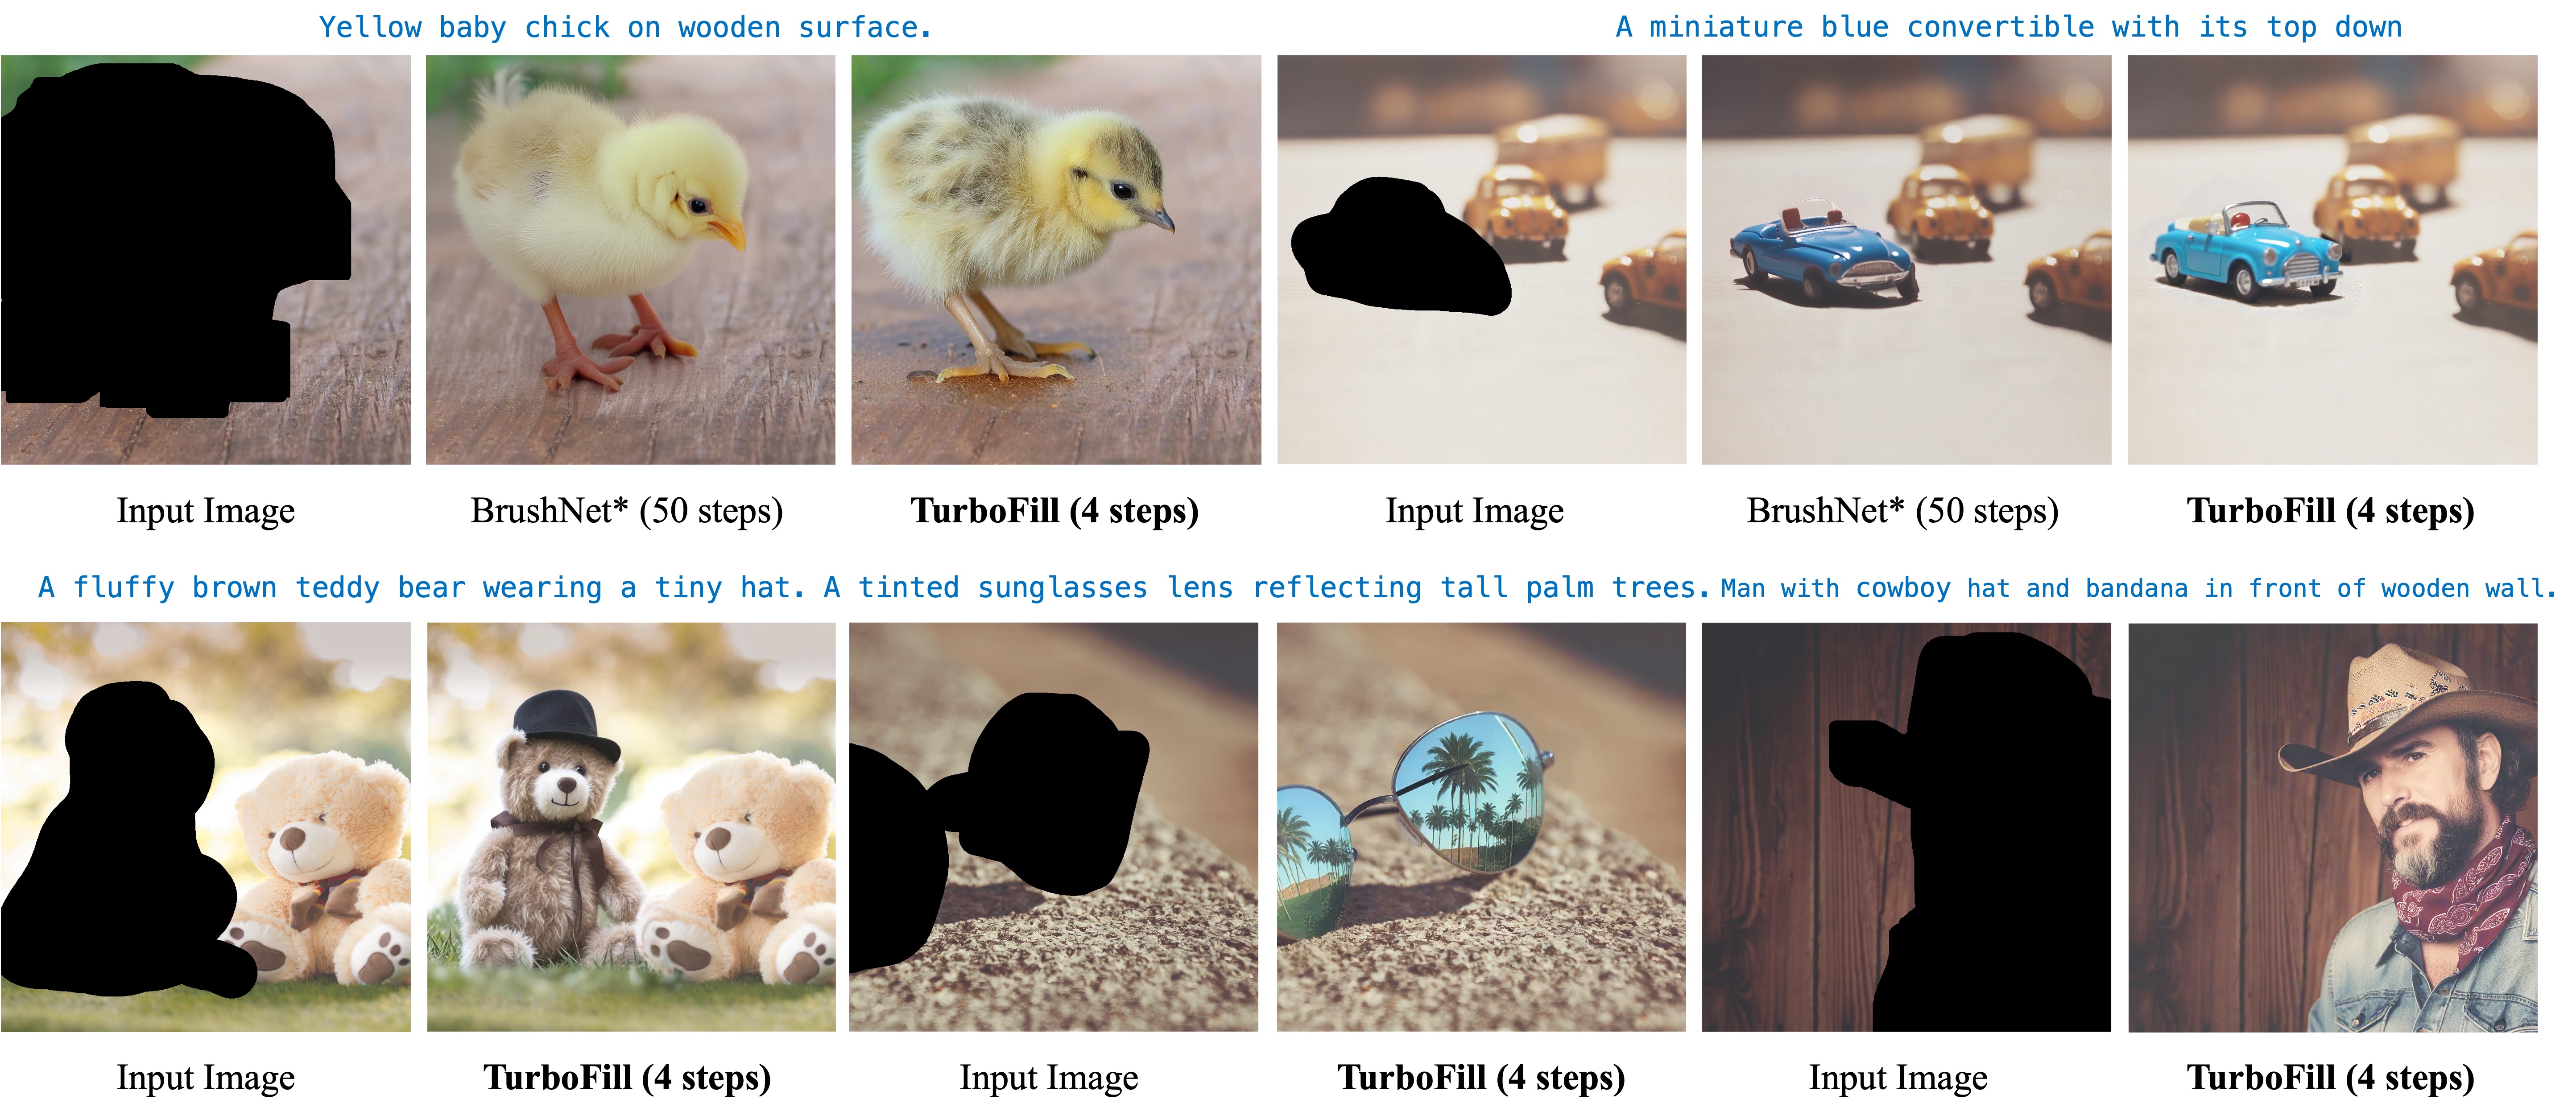 Yellow baby chick on wooden surface.
A miniature blue convertible with its top down
Input Image
BrushNet* (50 steps)
TurboFill (4 steps)
Input Image
BrushNet* (50 steps)
TurboFill (4 steps)
A fluffy brown teddy bear wearing a tiny hat.
A tinted sunglasses lens reflecting tall palm trees.
Man with cowboy hat and bandana in front of wooden wall.
Input Image
TurboFill (4 steps)
Input Image
TurboFill (4 steps)
Input Image
TurboFill (4 steps)